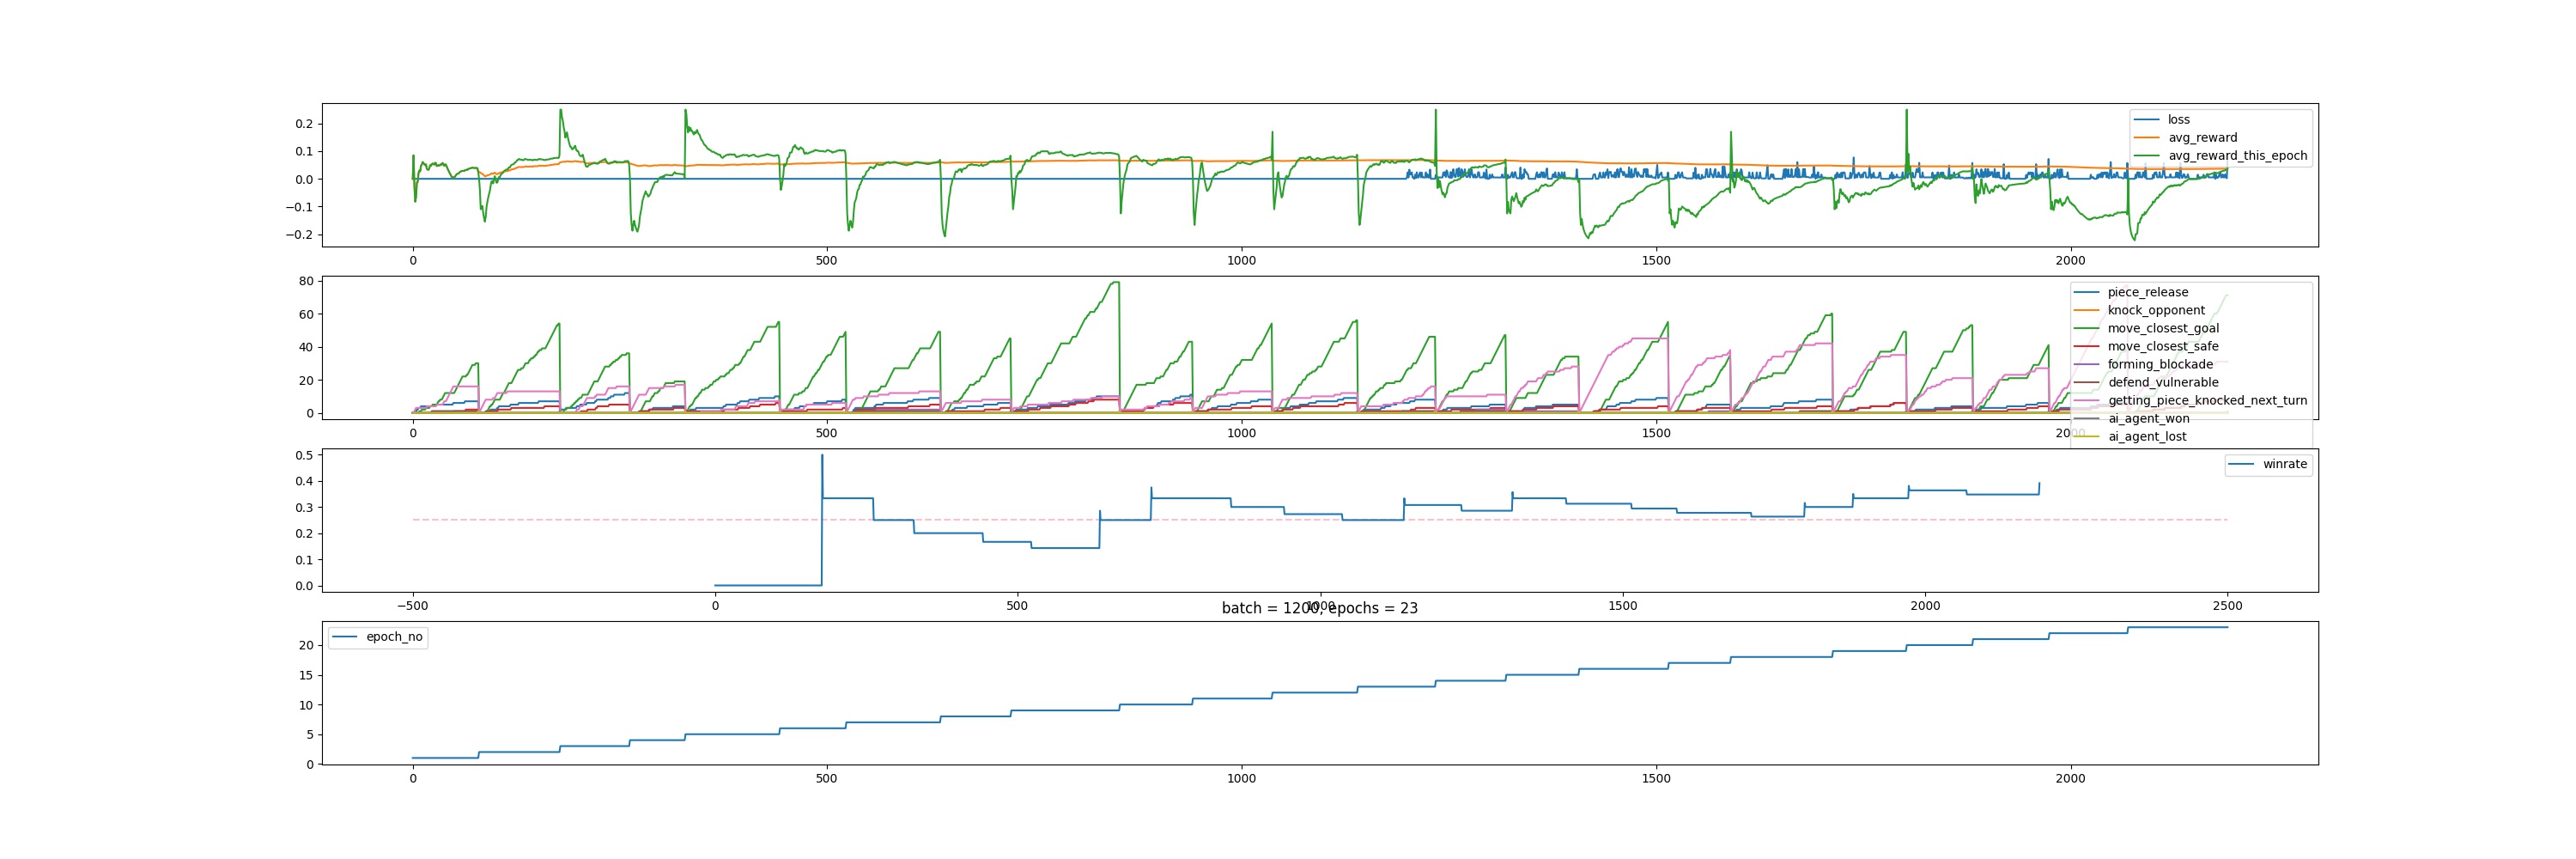 0.2
0.1
0.0
−0.1
−0.2
loss
avg_reward
avg_reward_this_epoch
0 500 1000 1500 2000
80
60
40
20
0
piece_release
knock_opponent
move_closest_goal
move_closest_safe
forming_blockade
defend_vulnerable
getting_piece_knocked_next_turn
ai_agent_won
ai_agent_lost
0 500 1000 1500 2000
0.5
0.4
0.3
0.2
0.1
0.0
winrate
−500 0 500 1000 1500 2000 2500
batch = 1200, epochs = 23
20
15
10
5
0
epoch_no
0 500 1000 1500 2000